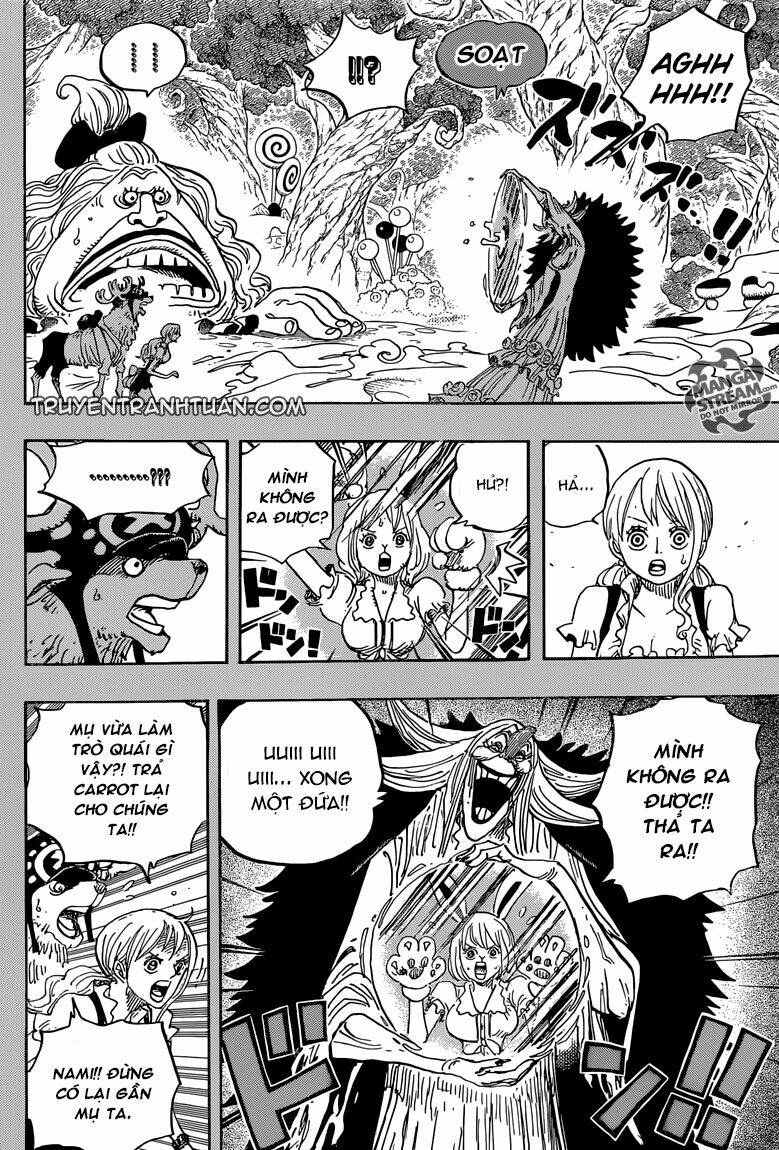 AGHH
HHH!!
SOẠT
!!?
!!
ズズズ...!!
MANGA
STREAM.COM
DO NOT MIRROR
TRUYENTRANHTUAN.COM
HẢ...
HỬ?!
MÌNH
KHÔNG
RA ĐƯỢC?
ドン
ドン!
ドン
..........???
MÌNH
KHÔNG RA
ĐƯỢC!!
THẢ TA
RA!!
UUIII UIII
UIII... XONG
MỘT ĐỨA!!
ドン!!
MỤ VỪA LÀM
TRÒ QUÁI GÌ
VẬY?! TRẢ
CARROT LẠI
CHO CHÚNG
TA!!
NAMI!! ĐỪNG
CÓ LẠI GẦN
MỤ TA.